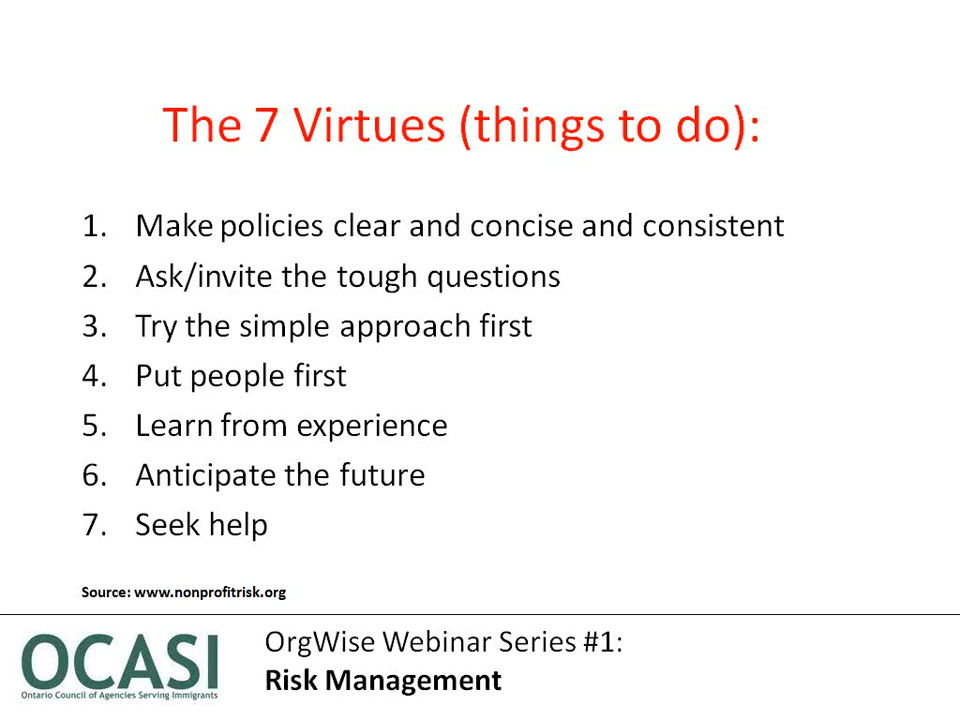 The 7 Virtues (things to do):
1. Make policies clear and concise and consistent
2. Ask/invite the tough questions
3. Try the simple approach first
4. Put people first
5. Learn from experience
6. Anticipate the future
7. Seek help
Source: www.nonprofitrisk.org
OCASI
Ontario Council of Agencies Serving Immigrants
OrgWise Webinar Series #1:
Risk Management